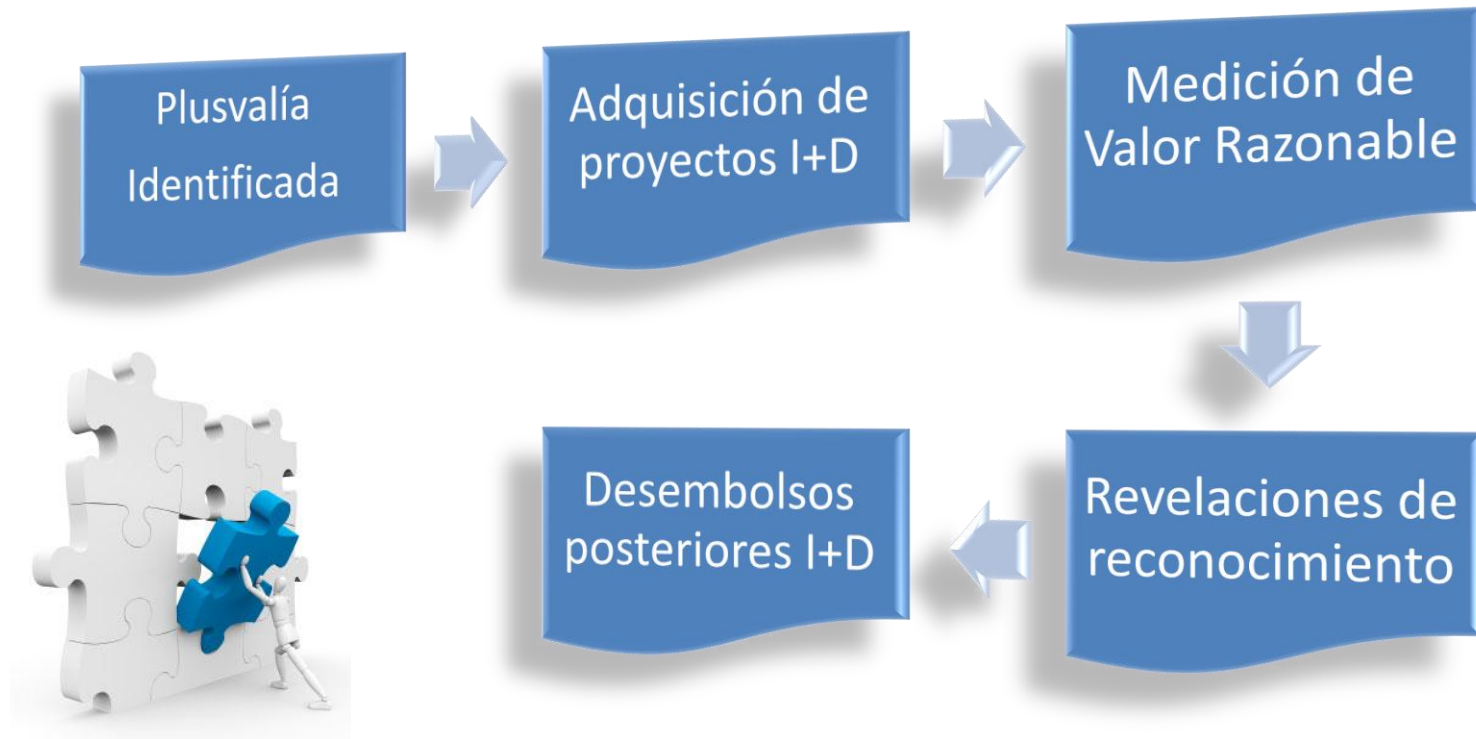 Plusvalía
Identificada
Adquisición de
proyectos I+D
Medición de
Valor Razonable
Revelaciones de
reconocimiento
Desembolsos
posteriores I+D